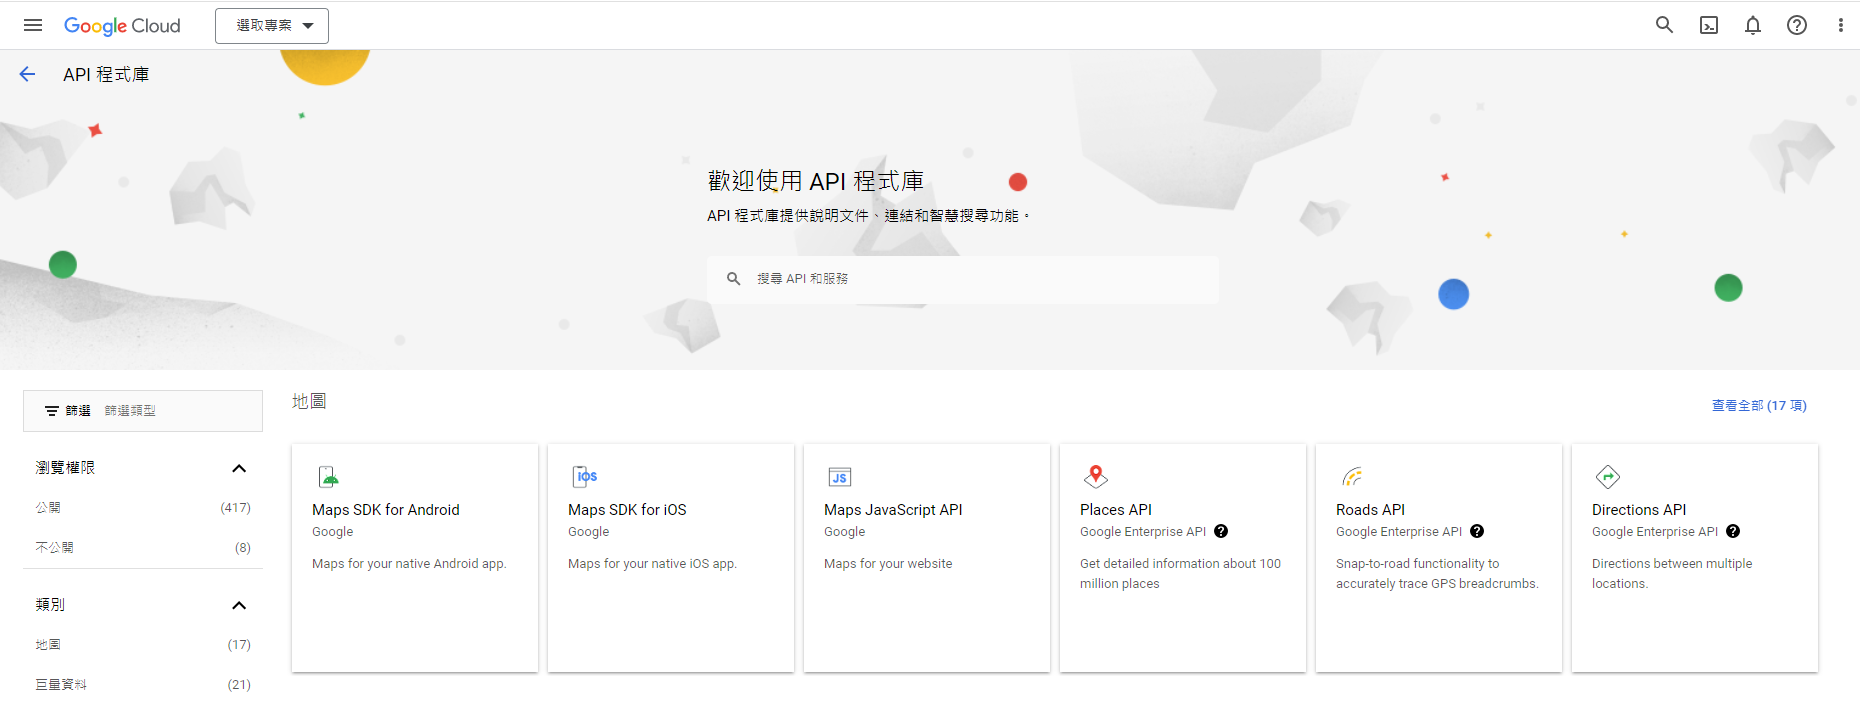 Google Cloud
選取專案
API 程式庫
歡迎使用 API 程式庫
API 程式庫提供說明文件、連結和智慧搜尋功能。
搜尋 API 和服務
篩選 篩選類型
瀏覽權限
公開 (417)
不公開 (8)
類別
地圖 (17)
巨量資料 (21)
地圖
查看全部 (17 項)
Maps SDK for Android
Google
Maps for your native Android app.
iOS
Maps SDK for iOS
Google
Maps for your native iOS app.
JS
Maps JavaScript API
Google
Maps for your website
Places API
Google Enterprise API
Get detailed information about 100
million places
Roads API
Google Enterprise API
Snap-to-road functionality to
accurately trace GPS breadcrumbs.
Directions API
Google Enterprise API
Directions between multiple
locations.